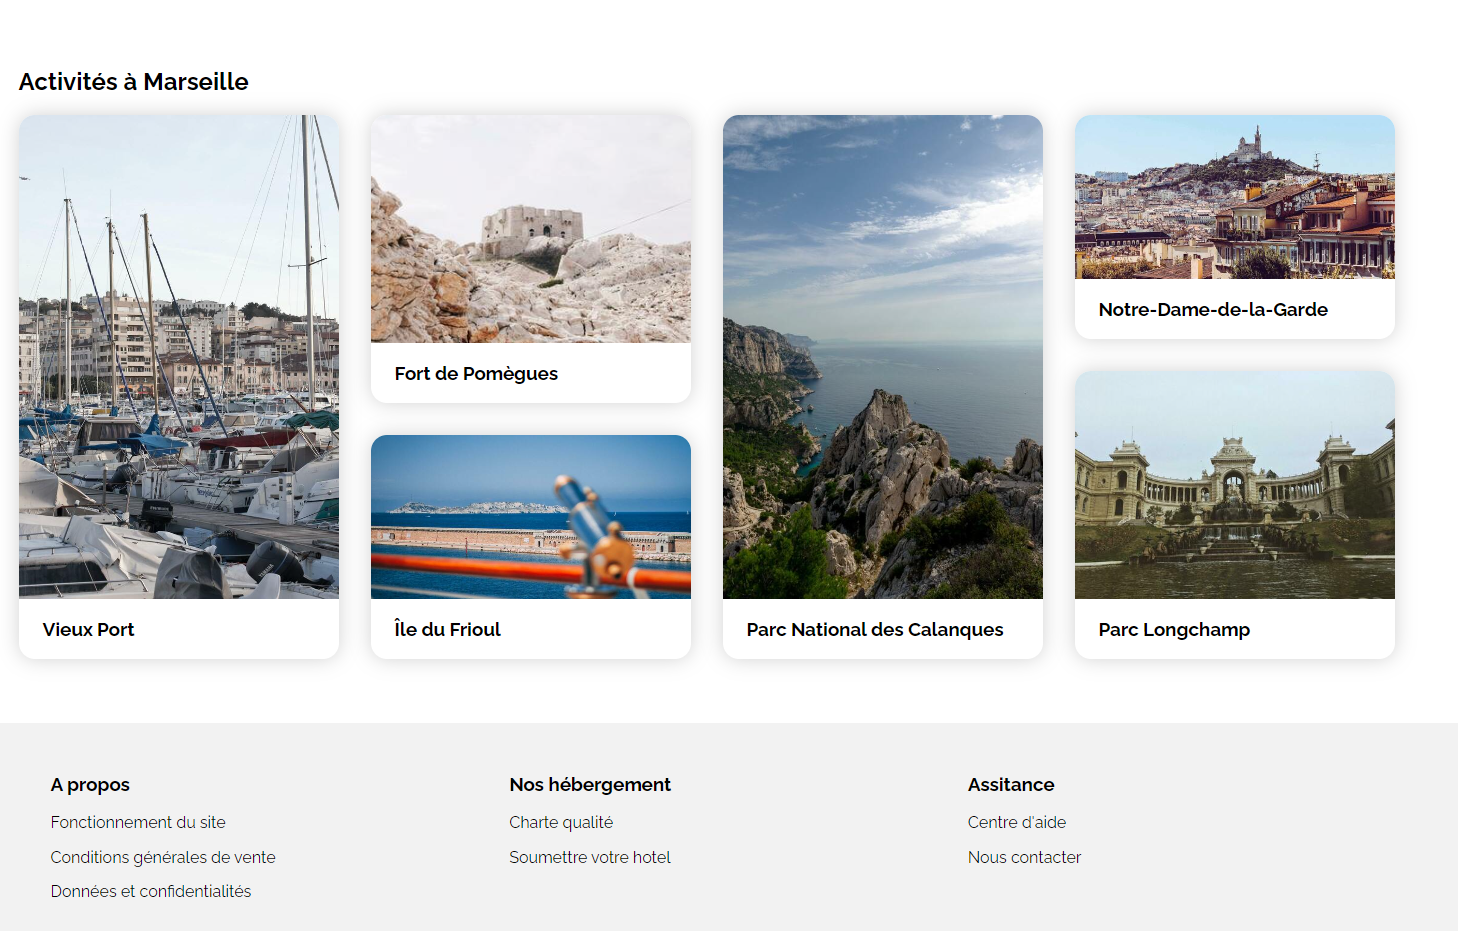 Activités à Marseille
Vieux Port
Fort de Pomègues
Île du Frioul
Parc National des Calanques
Notre-Dame-de-la-Garde
Parc Longchamp
A propos
Fonctionnement du site
Conditions générales de vente
Données et confidentialités
Nos hébergement
Charte qualité
Soumettre votre hotel
Assitance
Centre d'aide
Nous contacter